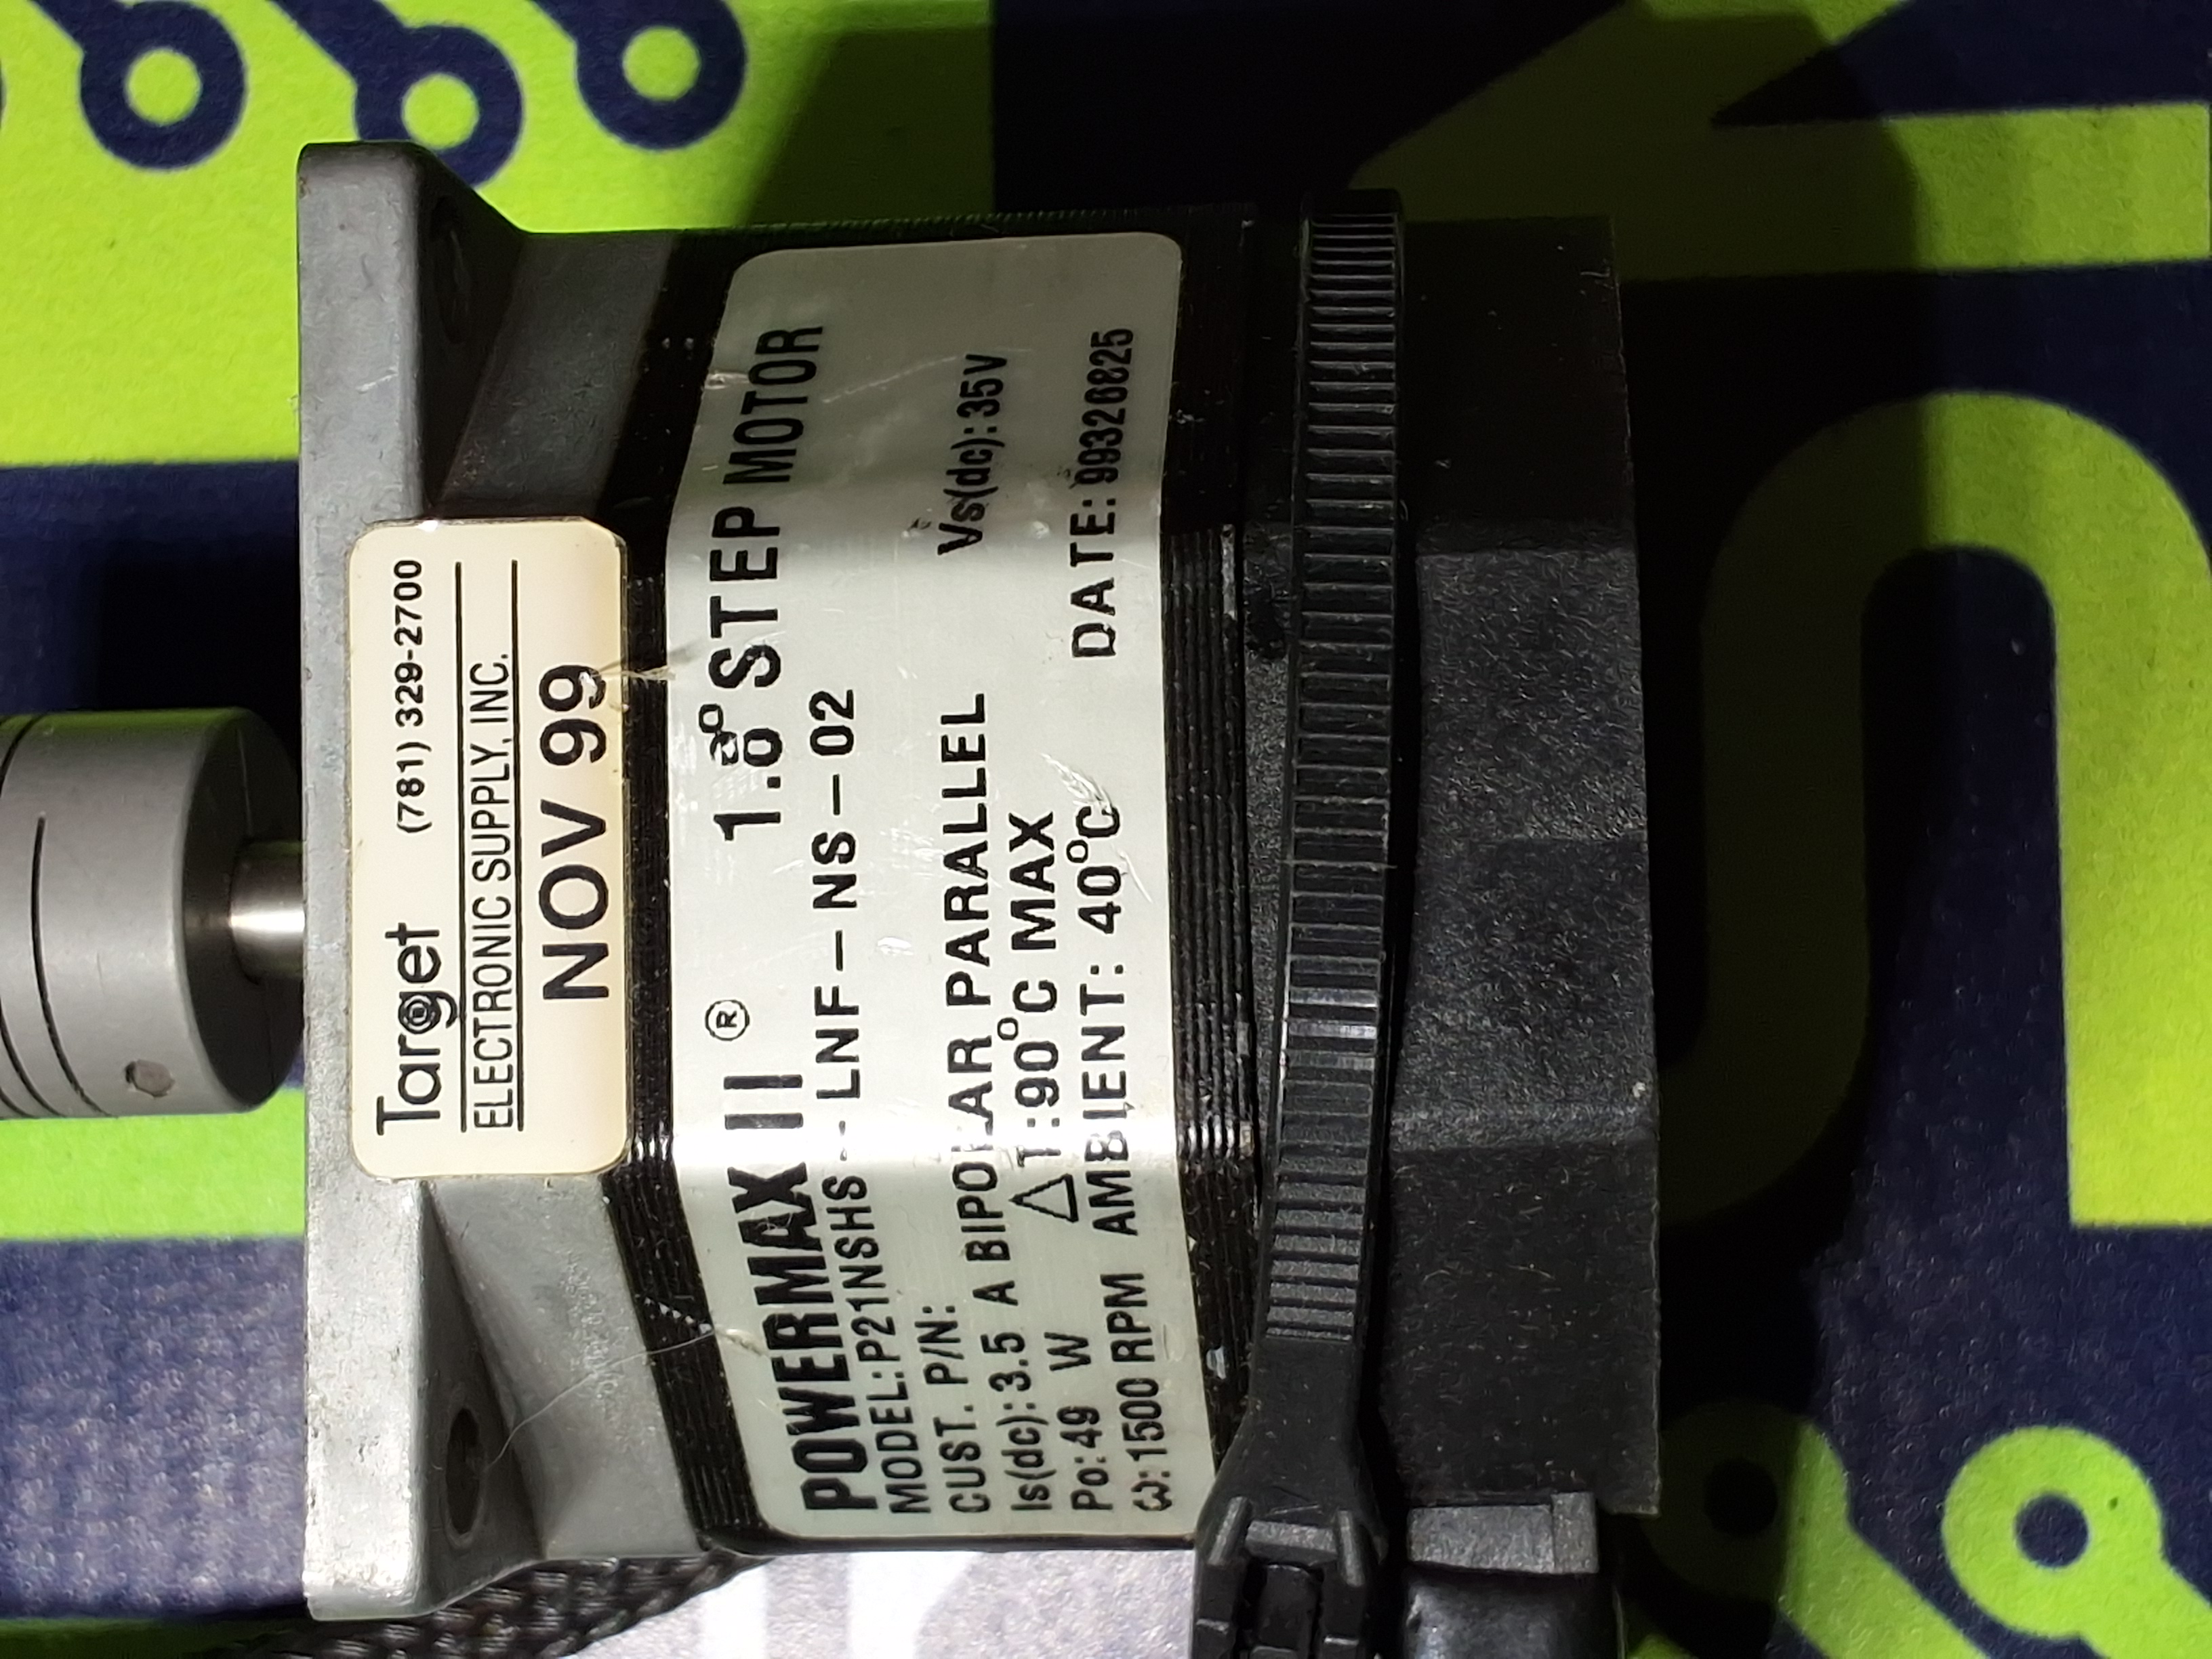 Target (781) 329-2700
ELECTRONIC SUPPLY, INC.
NOV 99
POWERMAX II ® 1.8° STEP MOTOR
MODEL:P21NSHS-LNF-NS-02
CUST. P/N:
Is(dc):3.5 A BIPOLAR PARALLEL Vs(dc):35V
Po:49 W △T:90°C MAX
ω:1500 RPM AMBIENT: 40°C DATE:99326825